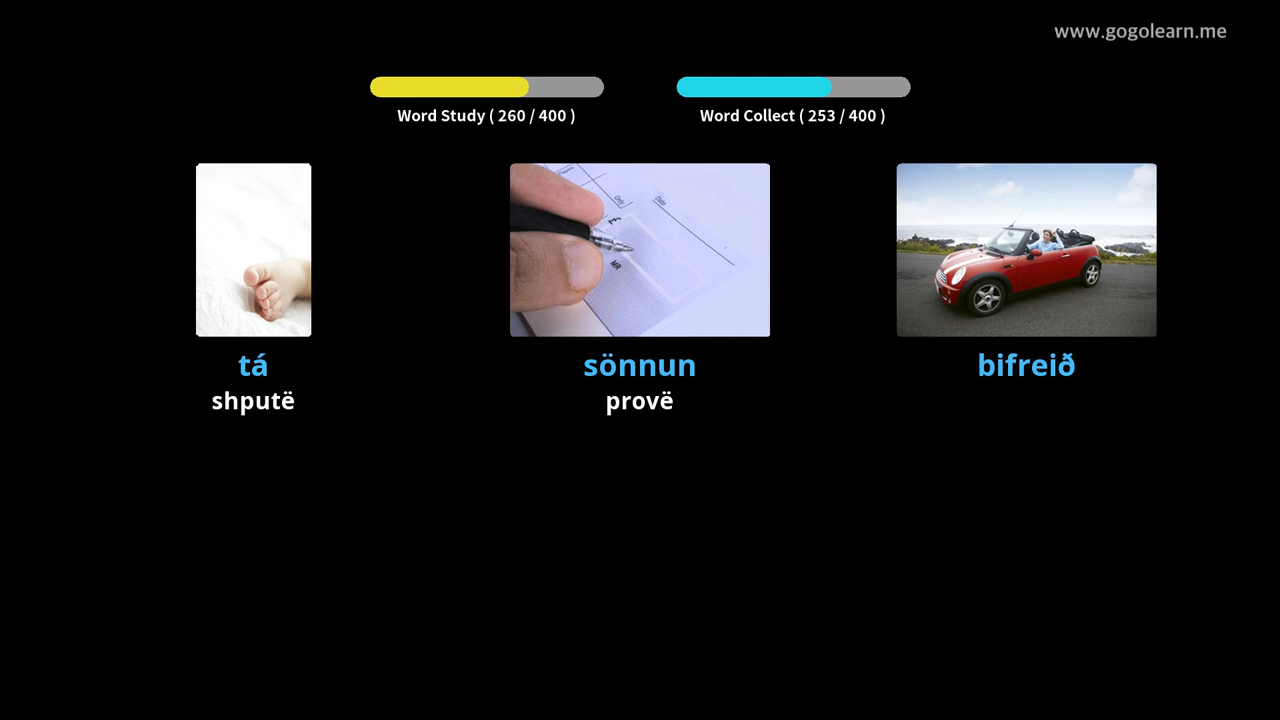 www.gogolearn.me
Word Study ( 260 / 400 )
Word Collect ( 253 / 400 )
tá
shputë
sönnun
provë
bifreið